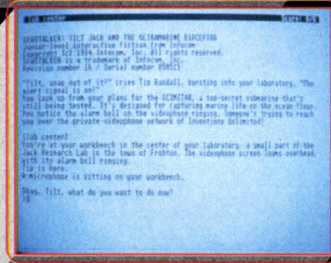 Lab center Score: 0/0
SEASTALKER: TILT JACK AND THE ULTRAMARINE BIOCEPTOR
Junior-level interactive fiction from Infocom
Copyright (c) 1984 Infocom, Inc. All rights reserved.
SEASTALKER is a trademark of Infocom, Inc.
Revision number 16 / Serial number
"Tilt, snap out of it!" cries Tip Randall, bursting into your laboratory. "The
alert signal is on!"
You look up from your plans for the SCIMITAR, a top-secret submarine that's
still being tested. It's designed for capturing marine life on the ocean floor.
You notice the alarm bell on the videophone ringing. Someone's trying to reach
you over the private videophone network of Inventions Unlimited!
(lab center)
You're at your workbench in the center of your laboratory, a small part of the
Jack Research Lab in the town of Frobton. The videophone screen looms overhead,
with its alarm bell ringing.
Tip is here.
A microphone is sitting on your workbench.
Okay, Tilt, what do you want to do now?
>